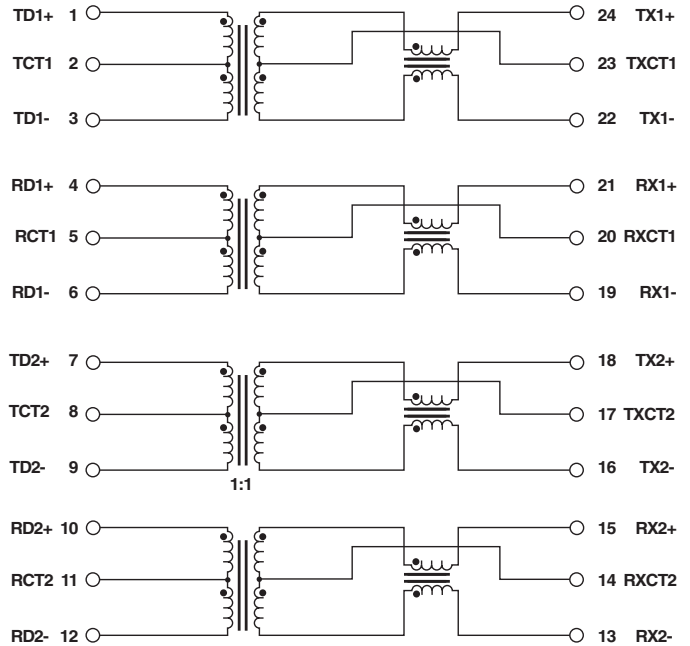 TD1+ 1 24 TX1+
TCT1 2 23 TXCT1
TD1- 3 22 TX1-
RD1+ 4 21 RX1+
RCT1 5 20 RXCT1
RD1- 6 19 RX1-
TD2+ 7 18 TX2+
TCT2 8 17 TXCT2
TD2- 9 16 TX2-
1:1
RD2+ 10 15 RX2+
RCT2 11 14 RXCT2
RD2- 12 13 RX2-